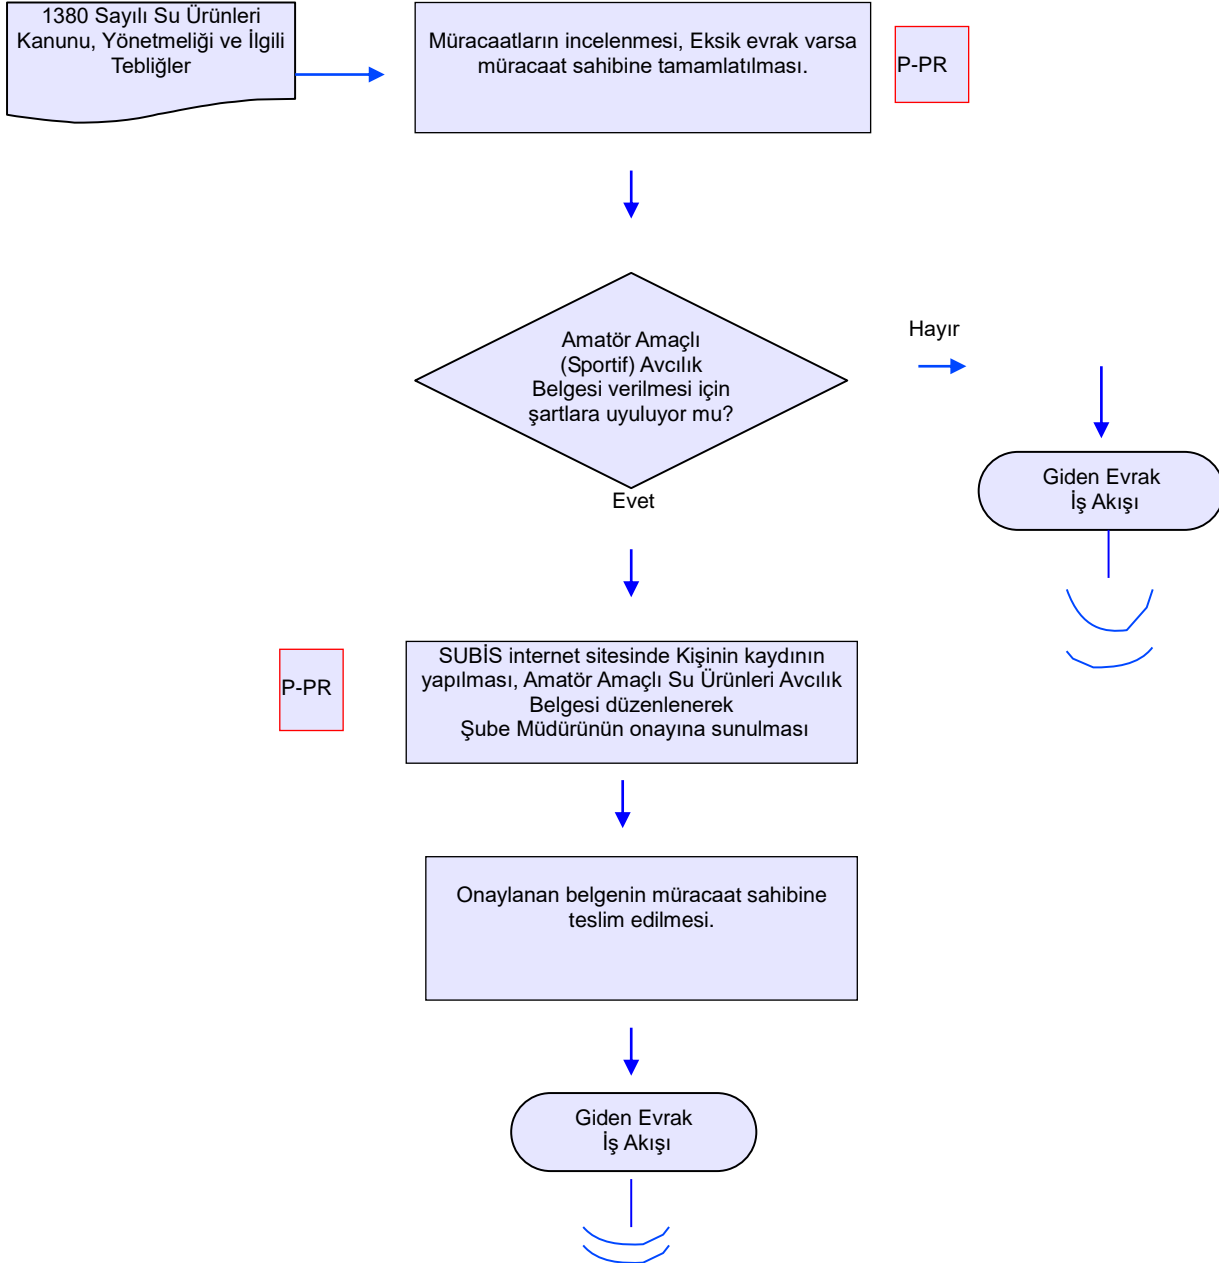 1380 Sayılı Su Ürünleri
Kanunu, Yönetmeliği ve İlgili
Tebliğler
Müracaatların incelenmesi, Eksik evrak varsa
müracaat sahibine tamamlatılması.
P-PR
Amatör Amaçlı
(Sportif) Avcılık
Belgesi verilmesi için
şartlara uyuluyor mu?
Hayır
Giden Evrak
İş Akışı
Evet
P-PR
SUBİS internet sitesinde Kişinin kaydının
yapılması, Amatör Amaçlı Su Ürünleri Avcılık
Belgesi düzenlenerek
Şube Müdürünün onayına sunulması
Onaylanan belgenin müracaat sahibine
teslim edilmesi.
Giden Evrak
İş Akışı